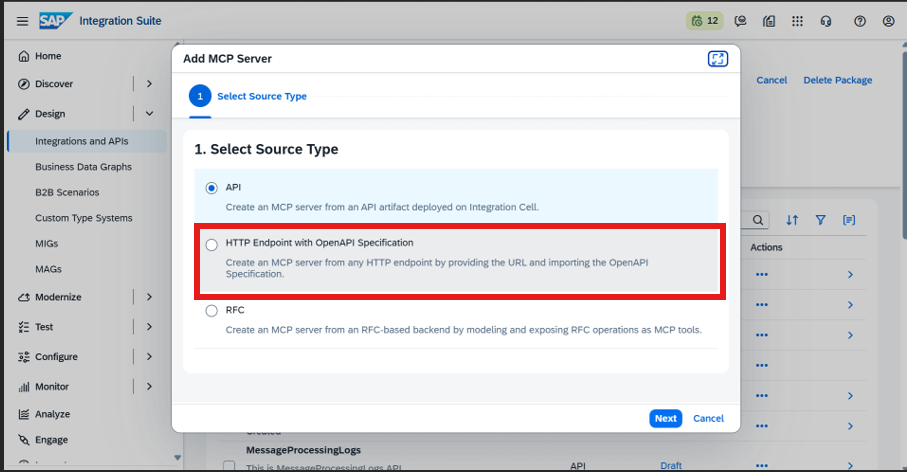 SAP Integration Suite
12
Home
Discover
Design
Integrations and APIs
Business Data Graphs
B2B Scenarios
Custom Type Systems
MIGs
MAGs
Modernize
Test
Configure
Monitor
Analyze
Engage
Add MCP Server
1 Select Source Type
1. Select Source Type
API
Create an MCP server from an API artifact deployed on Integration Cell.
HTTP Endpoint with OpenAPI Specification
Create an MCP server from any HTTP endpoint by providing the URL and importing the OpenAPI
Specification.
RFC
Create an MCP server from an RFC-based backend by modeling and exposing RFC operations as MCP tools.
Next Cancel
Cancel Delete Package
Actions
Created
MessageProcessingLogs
This is MessageProcessingLogs API
API
Draft